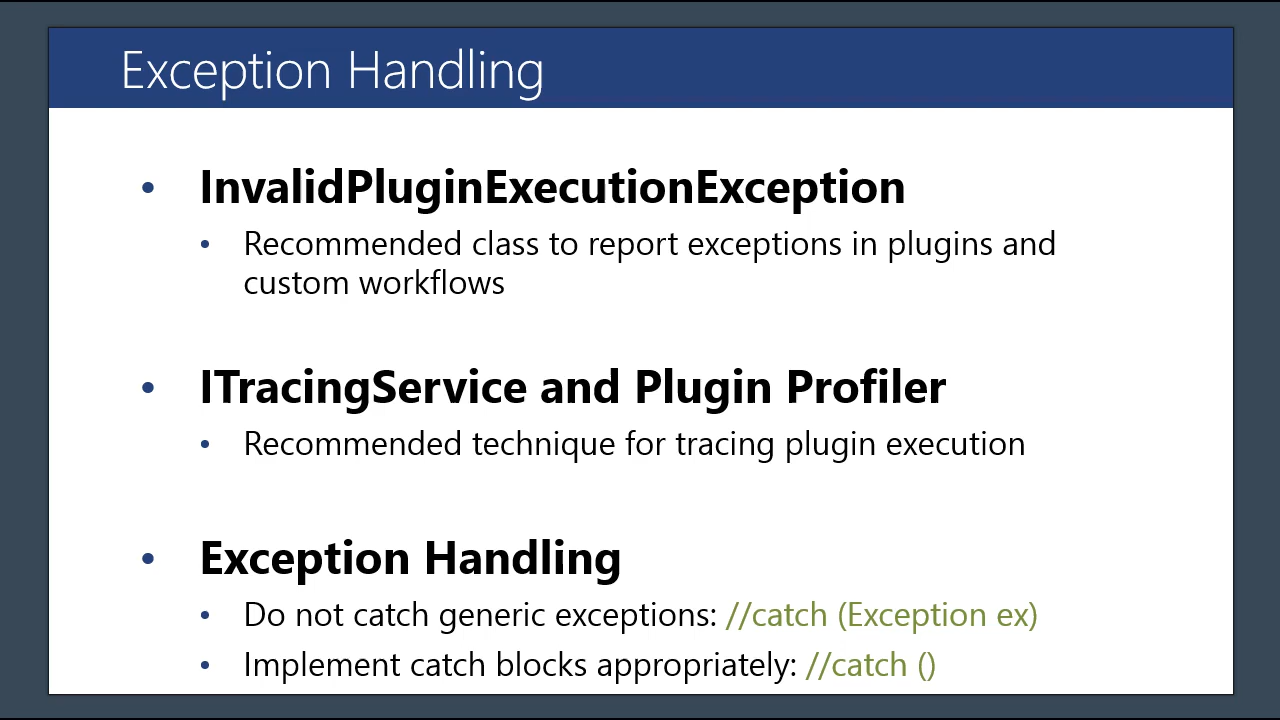 Exception Handling
• InvalidPluginExecutionException
• Recommended class to report exceptions in plugins and
custom workflows
• ITracingService and Plugin Profiler
• Recommended technique for tracing plugin execution
• Exception Handling
• Do not catch generic exceptions: //catch (Exception ex)
• Implement catch blocks appropriately: //catch ()